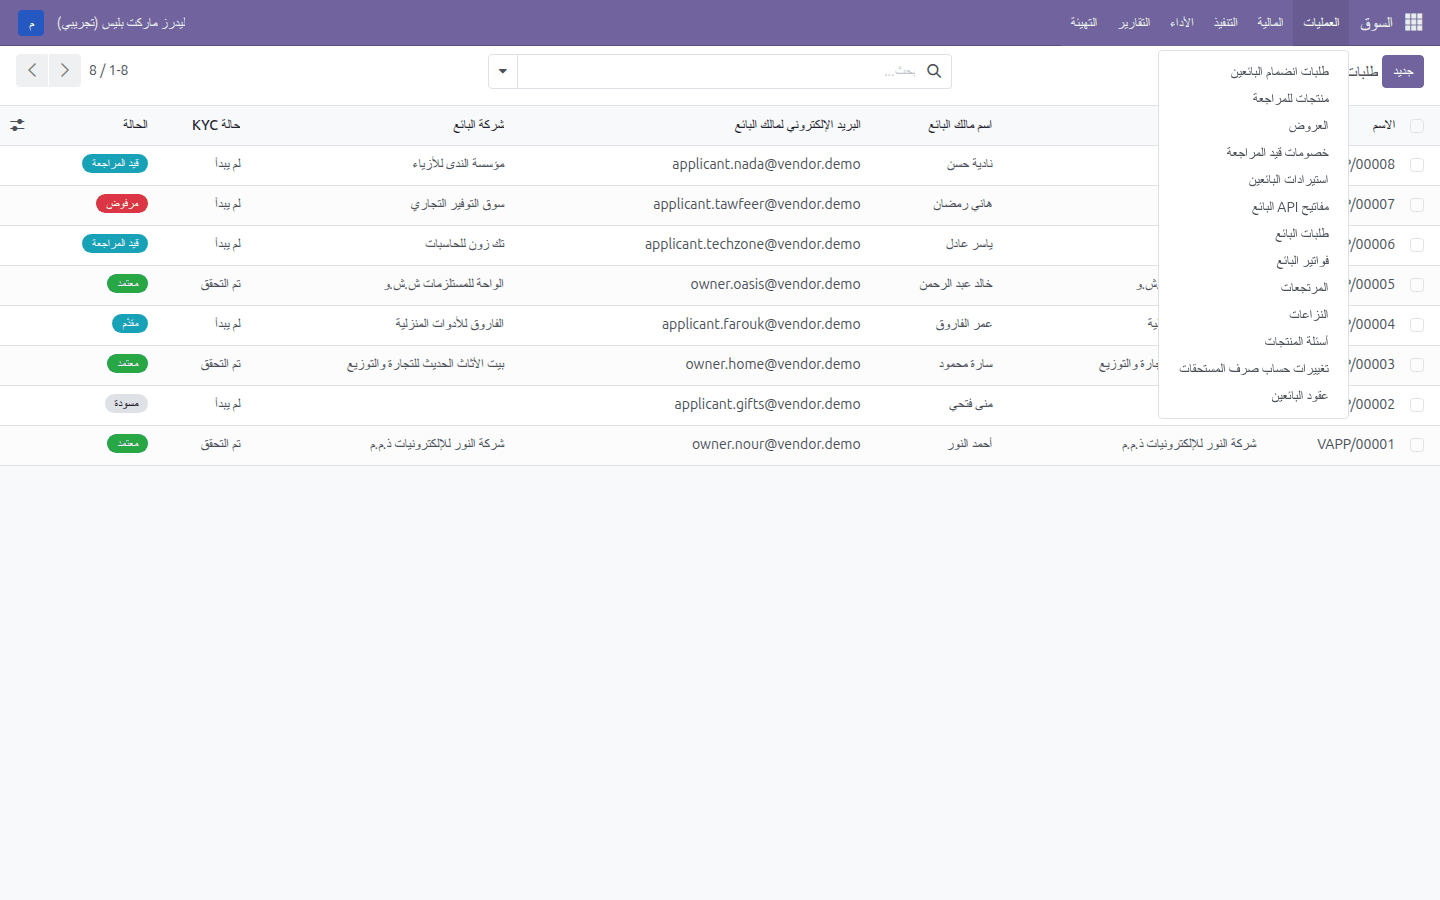 السوق العمليات المالية التنفيذ الأداء التقارير التهيئة ليدرز ماركت بليس (تجريبي) م
جديد طلبات بحث... 8 / 1-8
طلبات انضمام البائعين
منتجات للمراجعة
العروض
خصومات قيد المراجعة
استيرادات البائعين
مفاتيح API البائع
طلبات البائع
فواتير البائع
المرتجعات
النزاعات
أسئلة المنتجات
تغييرات حساب صرف المستحقات
عقود البائعين
الاسم اسم مالك البائع البريد الإلكتروني لمالك البائع شركة البائع حالة KYC الحالة
/00008 نادية حسن applicant.nada@vendor.demo مؤسسة الندى للأزياء لم يبدأ قيد المراجعة
/00007 هاني رمضان applicant.tawfeer@vendor.demo سوق التوفير التجاري لم يبدأ مرفوض
/00006 ياسر عادل applicant.techzone@vendor.demo تك زون للحاسبات لم يبدأ قيد المراجعة
/00005 ش.و خالد عبد الرحمن owner.oasis@vendor.demo الواحة للمستلزمات ش.ش.و تم التحقق معتمد
/00004 ية عمر الفاروق applicant.farouk@vendor.demo الفاروق للأدوات المنزلية لم يبدأ مقدّم
/00003 جارة والتوزيع سارة محمود owner.home@vendor.demo بيت الأثاث الحديث للتجارة والتوزيع تم التحقق معتمد
/00002 منى فتحي applicant.gifts@vendor.demo لم يبدأ مسودة
VAPP/00001 شركة النور للإلكترونيات ذ.م.م أحمد النور owner.nour@vendor.demo شركة النور للإلكترونيات ذ.م.م تم التحقق معتمد